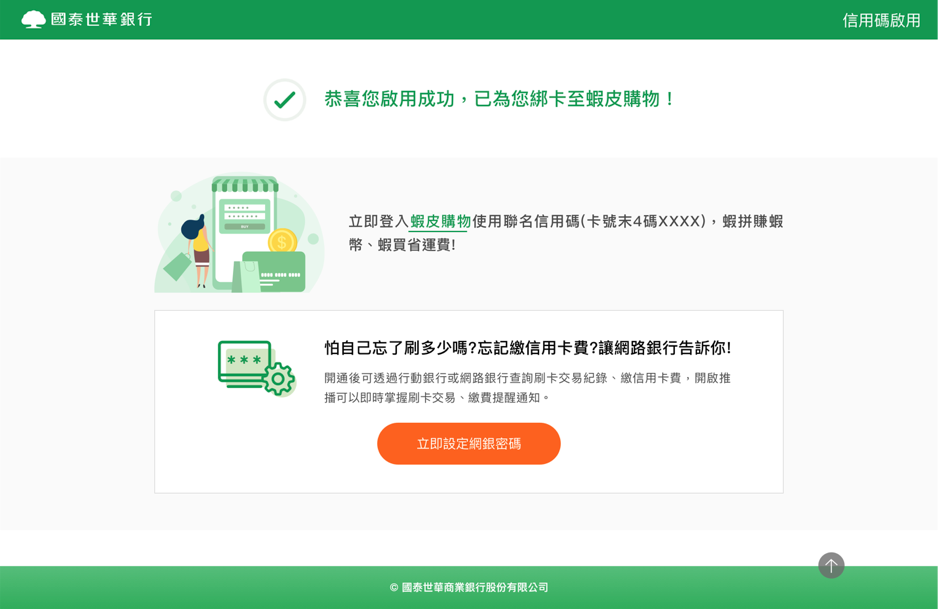 國泰世華銀行
信用碼啟用
恭喜您啟用成功，已為您綁卡至蝦皮購物！
立即登入蝦皮購物使用聯名信用碼(卡號末4碼XXXX)，蝦拼賺蝦
幣、蝦買省運費!
怕自己忘了刷多少嗎?忘記繳信用卡費?讓網路銀行告訴你!
開通後可透過行動銀行或網路銀行查詢刷卡交易紀錄、繳信用卡費，開啟推
播可以即時掌握刷卡交易、繳費提醒通知。
立即設定網銀密碼
© 國泰世華商業銀行股份有限公司